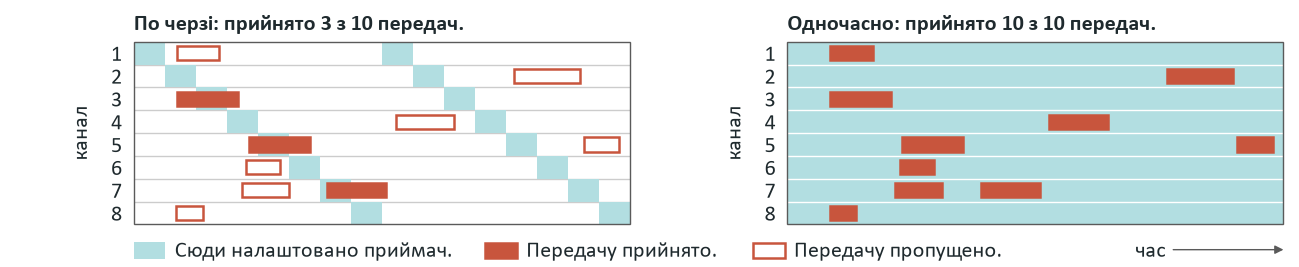 По черзі: прийнято 3 з 10 передач.
канал
1
2
3
4
5
6
7
8
Одночасно: прийнято 10 з 10 передач.
канал
1
2
3
4
5
6
7
8
Сюди налаштовано приймач.
Передачу прийнято.
Передачу пропущено.
час